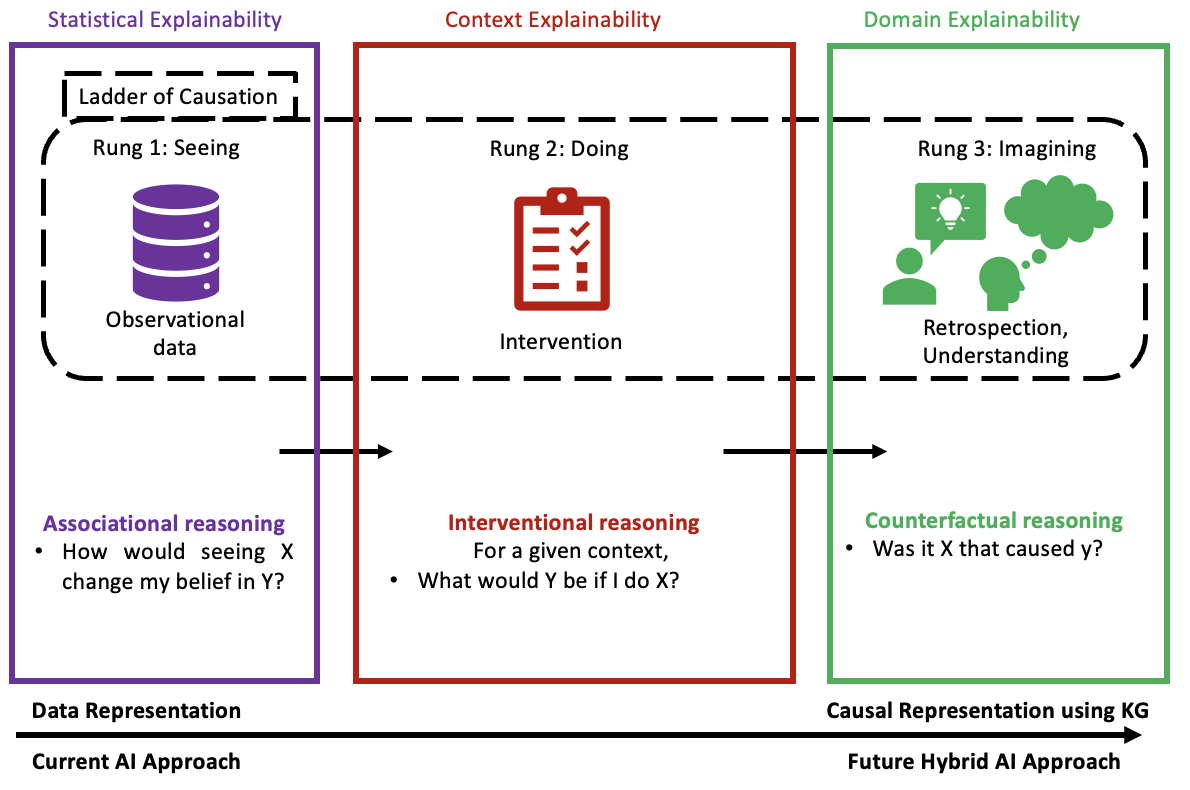 Statistical Explainability
Context Explainability
Domain Explainability
Ladder of Causation
Rung 1: Seeing
Rung 2: Doing
Rung 3: Imagining
Observational
data
Intervention
Retrospection,
Understanding
Associational reasoning
• How would seeing X
change my belief in Y?
Interventional reasoning
For a given context,
• What would Y be if I do X?
Counterfactual reasoning
• Was it X that caused y?
Data Representation
Causal Representation using KG
Current AI Approach
Future Hybrid AI Approach